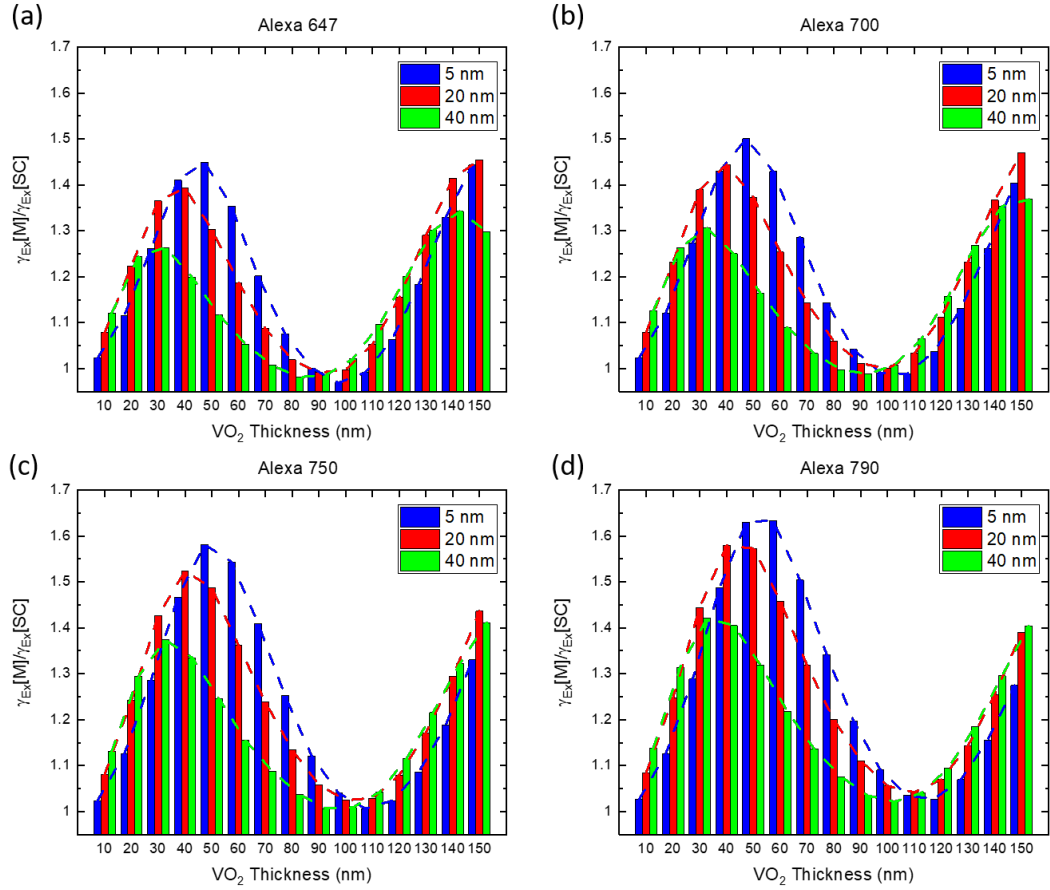 (a)
Alexa 647
1.7
1.6
1.5
1.4
1.3
1.2
1.1
1
γEx[M]/γEx[SC]
5 nm
20 nm
40 nm
10 20 30 40 50 60 70 80 90 100 110 120 130 140 150
VO2 Thickness (nm)
(b)
Alexa 700
1.7
1.6
1.5
1.4
1.3
1.2
1.1
1
γEx[M]/γEx[SC]
5 nm
20 nm
40 nm
10 20 30 40 50 60 70 80 90 100 110 120 130 140 150
VO2 Thickness (nm)
(c)
Alexa 750
1.7
1.6
1.5
1.4
1.3
1.2
1.1
1
γEx[M]/γEx[SC]
5 nm
20 nm
40 nm
10 20 30 40 50 60 70 80 90 100 110 120 130 140 150
VO2 Thickness (nm)
(d)
Alexa 790
1.7
1.6
1.5
1.4
1.3
1.2
1.1
1
γEx[M]/γEx[SC]
5 nm
20 nm
40 nm
10 20 30 40 50 60 70 80 90 100 110 120 130 140 150
VO2 Thickness (nm)